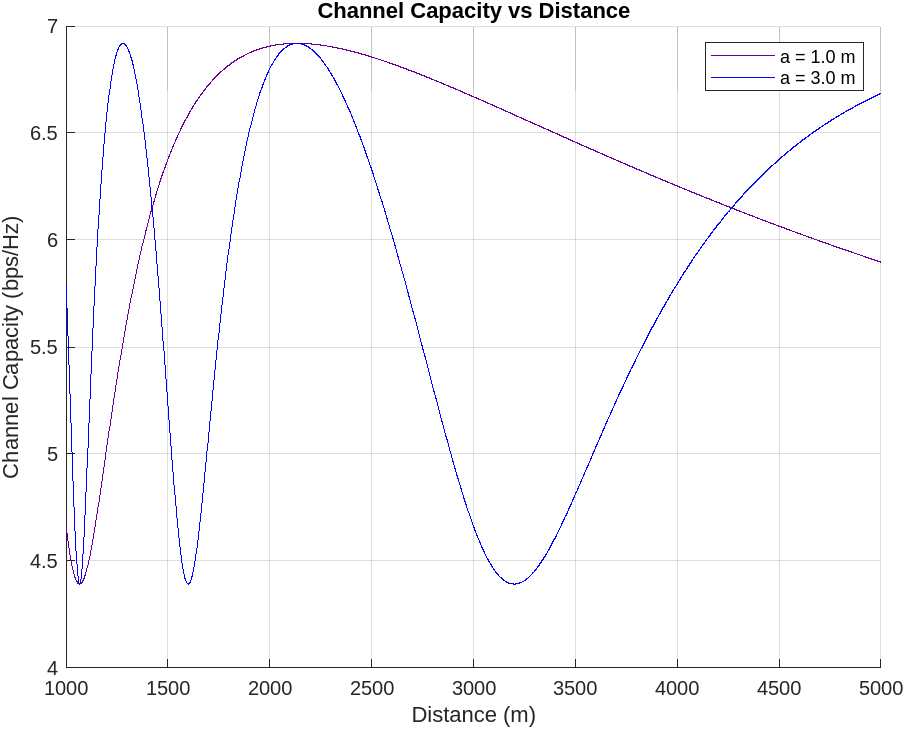 Channel Capacity vs Distance
a = 1.0 m
a = 3.0 m
7
6.5
6
5.5
5
4.5
4
Channel Capacity (bps/Hz)
1000 1500 2000 2500 3000 3500 4000 4500 5000
Distance (m)